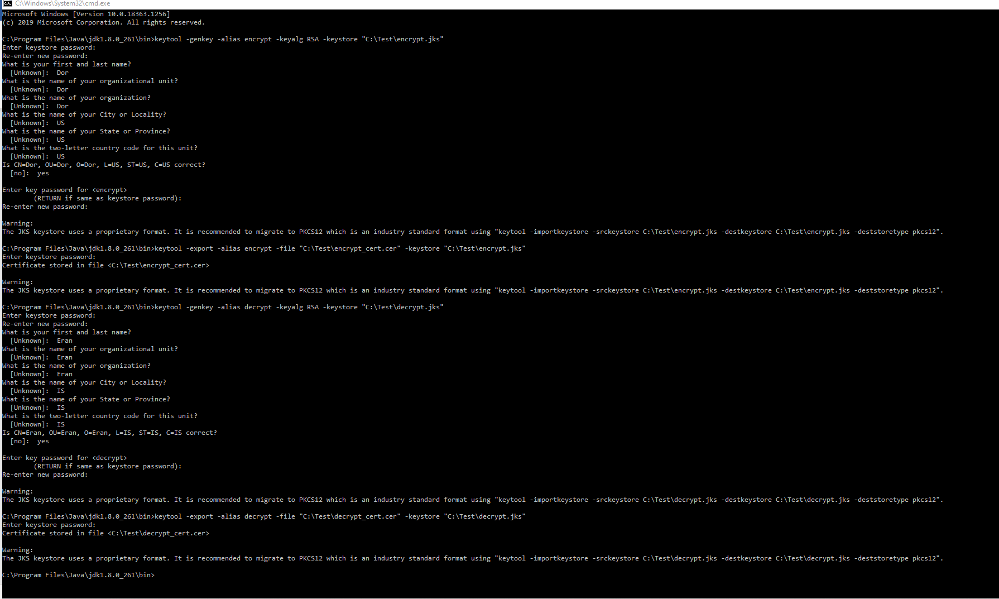 C:\Windows\System32\cmd.exe
Microsoft Windows [Version 10.0.18363.1256]
(c) 2019 Microsoft Corporation. All rights reserved.
C:\Program Files\Java\jdk1.8.0_261\bin>keytool -genkey -alias encrypt -keyalg RSA -keystore "C:\Test\encrypt.jks"
Enter keystore password:
Re-enter new password:
What is your first and last name?
[Unknown]:  Dor
What is the name of your organizational unit?
[Unknown]:  Dor
What is the name of your organization?
[Unknown]:  Dor
What is the name of your City or Locality?
[Unknown]:  US
What is the name of your State or Province?
[Unknown]:  US
What is the two-letter country code for this unit?
[Unknown]:  US
Is CN=Dor, OU=Dor, O=Dor, L=US, ST=US, C=US correct?
[no]:  yes
Enter key password for <encrypt>
(RETURN if same as keystore password):
Re-enter new password:
Warning:
The JKS keystore uses a proprietary format. It is recommended to migrate to PKCS12 which is an industry standard format using "keytool -importkeystore -srckeystore C:\Test\encrypt.jks -destkeystore C:\Test\encrypt.jks -deststoretype pkcs12".
C:\Program Files\Java\jdk1.8.0_261\bin>keytool -export -alias encrypt -file "C:\Test\encrypt_cert.cer" -keystore "C:\Test\encrypt.jks"
Enter keystore password:
Certificate stored in file <C:\Test\encrypt_cert.cer>
Warning:
The JKS keystore uses a proprietary format. It is recommended to migrate to PKCS12 which is an industry standard format using "keytool -importkeystore -srckeystore C:\Test\encrypt.jks -destkeystore C:\Test\encrypt.jks -deststoretype pkcs12".
C:\Program Files\Java\jdk1.8.0_261\bin>keytool -genkey -alias decrypt -keyalg RSA -keystore "C:\Test\decrypt.jks"
Enter keystore password:
Re-enter new password:
What is your first and last name?
[Unknown]:  Eran
What is the name of your organizational unit?
[Unknown]:  Eran
What is the name of your organization?
[Unknown]:  Eran
What is the name of your City or Locality?
[Unknown]:  IS
What is the name of your State or Province?
[Unknown]:  IS
What is the two-letter country code for this unit?
[Unknown]:  IS
Is CN=Eran, OU=Eran, O=Eran, L=IS, ST=IS, C=IS correct?
[no]:  yes
Enter key password for <decrypt>
(RETURN if same as keystore password):
Re-enter new password:
Warning:
The JKS keystore uses a proprietary format. It is recommended to migrate to PKCS12 which is an industry standard format using "keytool -importkeystore -srckeystore C:\Test\decrypt.jks -destkeystore C:\Test\decrypt.jks -deststoretype pkcs12".
C:\Program Files\Java\jdk1.8.0_261\bin>keytool -export -alias decrypt -file "C:\Test\decrypt_cert.cer" -keystore "C:\Test\decrypt.jks"
Enter keystore password:
Certificate stored in file <C:\Test\decrypt_cert.cer>
Warning:
The JKS keystore uses a proprietary format. It is recommended to migrate to PKCS12 which is an industry standard format using "keytool -importkeystore -srckeystore C:\Test\decrypt.jks -destkeystore C:\Test\decrypt.jks -deststoretype pkcs12".
C:\Program Files\Java\jdk1.8.0_261\bin>